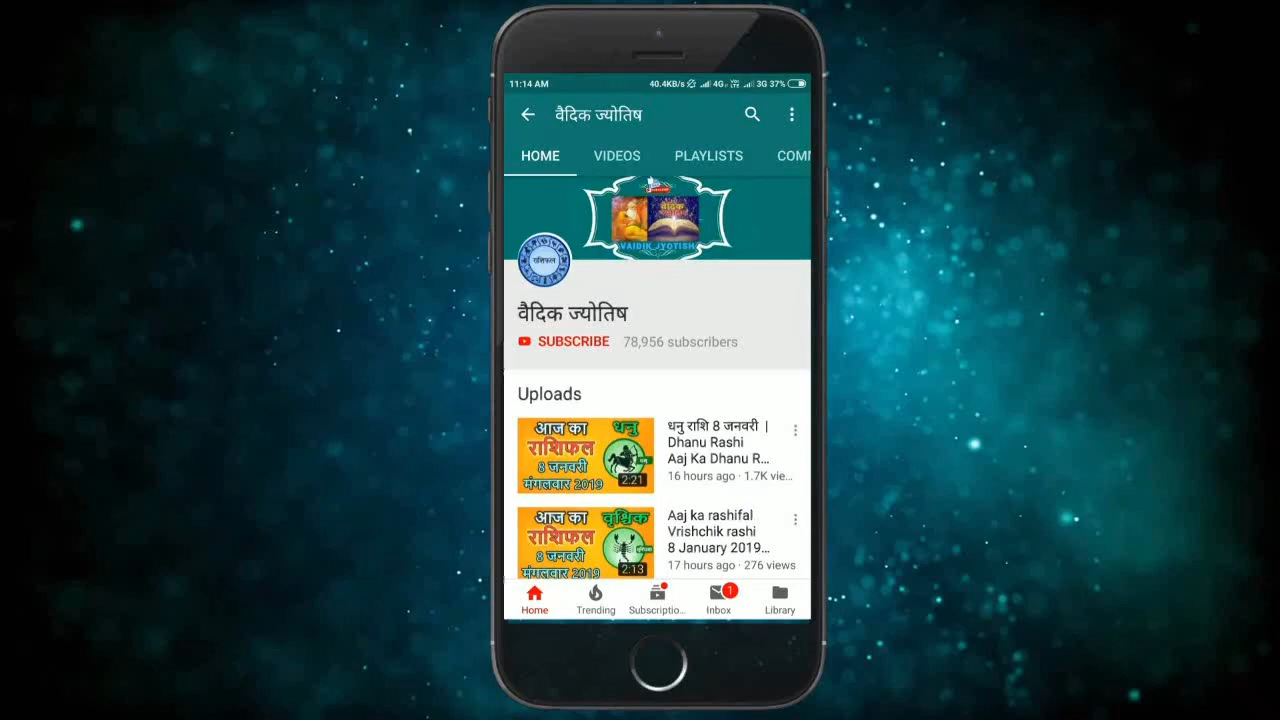 11:14 AM 40.4KB/s 4G VoLTE 3G 37%
वैदिक ज्योतिष
HOME VIDEOS PLAYLISTS COMM
वैदिक
VAIDIK JYOTISH
राशिफल
वैदिक ज्योतिष
SUBSCRIBE 78,956 subscribers
Uploads
आज का धनु
राशिफल
8 जनवरी
मंगलवार 2019
2:21
धनु राशि 8 जनवरी |
Dhanu Rashi
Aaj Ka Dhanu R...
16 hours ago · 1.7K vie...
आज का वृश्चिक
राशिफल
8 जनवरी
मंगलवार 2019
2:13
Aaj ka rashifal
Vrishchik rashi
8 January 2019...
17 hours ago · 276 views
1
Home Trending Subscriptio... Inbox Library